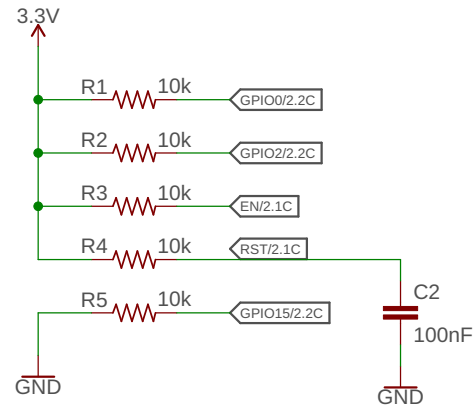 3.3V
R1 10k GPIO0/2.2C
R2 10k GPIO2/2.2C
R3 10k EN/2.1C
R4 10k RST/2.1C
C2
100nF
R5 10k GPIO15/2.2C
GND
GND